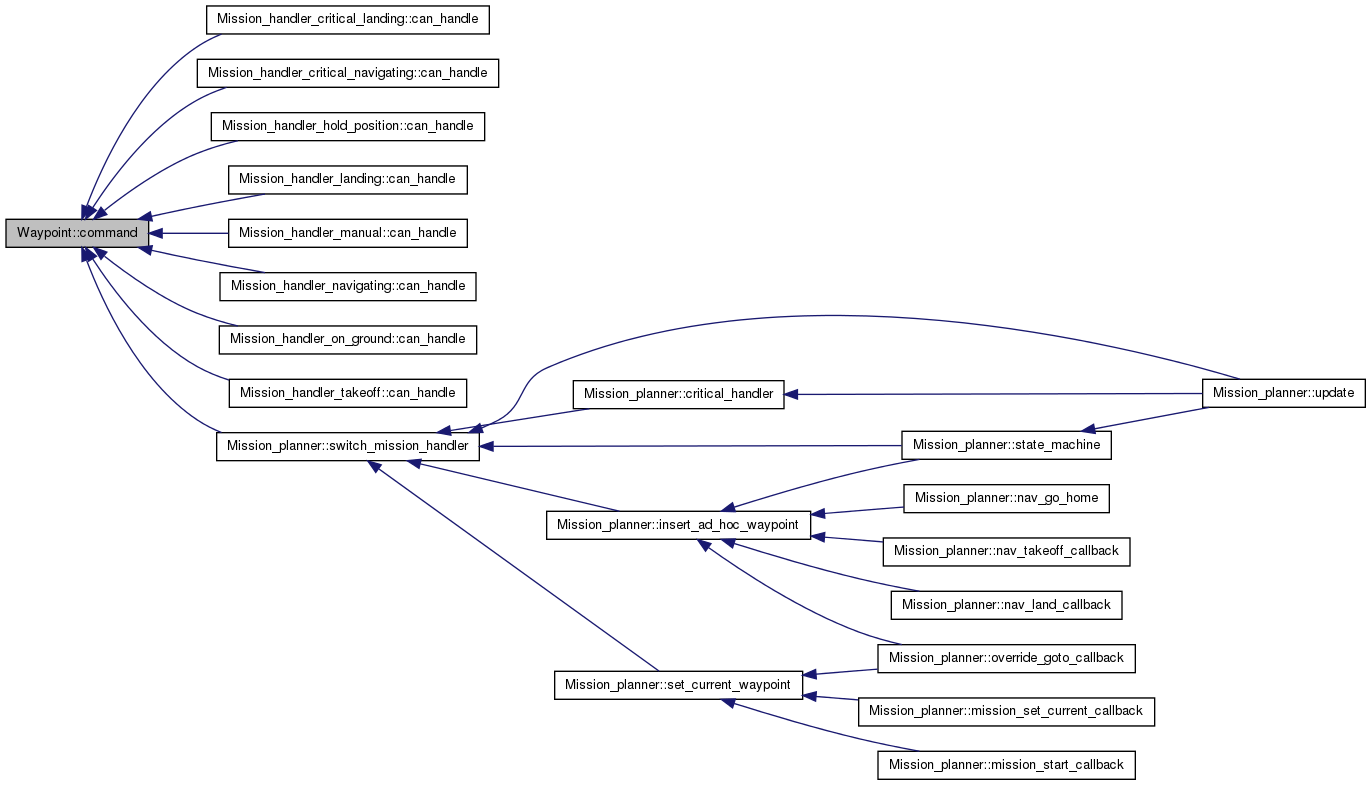 Mission_handler_critical_landing::can_handle
Mission_handler_critical_navigating::can_handle
Mission_handler_hold_position::can_handle
Mission_handler_landing::can_handle
Waypoint::command
Mission_handler_manual::can_handle
Mission_handler_navigating::can_handle
Mission_handler_on_ground::can_handle
Mission_handler_takeoff::can_handle
Mission_planner::switch_mission_handler
Mission_planner::critical_handler
Mission_planner::update
Mission_planner::state_machine
Mission_planner::insert_ad_hoc_waypoint
Mission_planner::nav_go_home
Mission_planner::nav_takeoff_callback
Mission_planner::nav_land_callback
Mission_planner::override_goto_callback
Mission_planner::set_current_waypoint
Mission_planner::mission_set_current_callback
Mission_planner::mission_start_callback